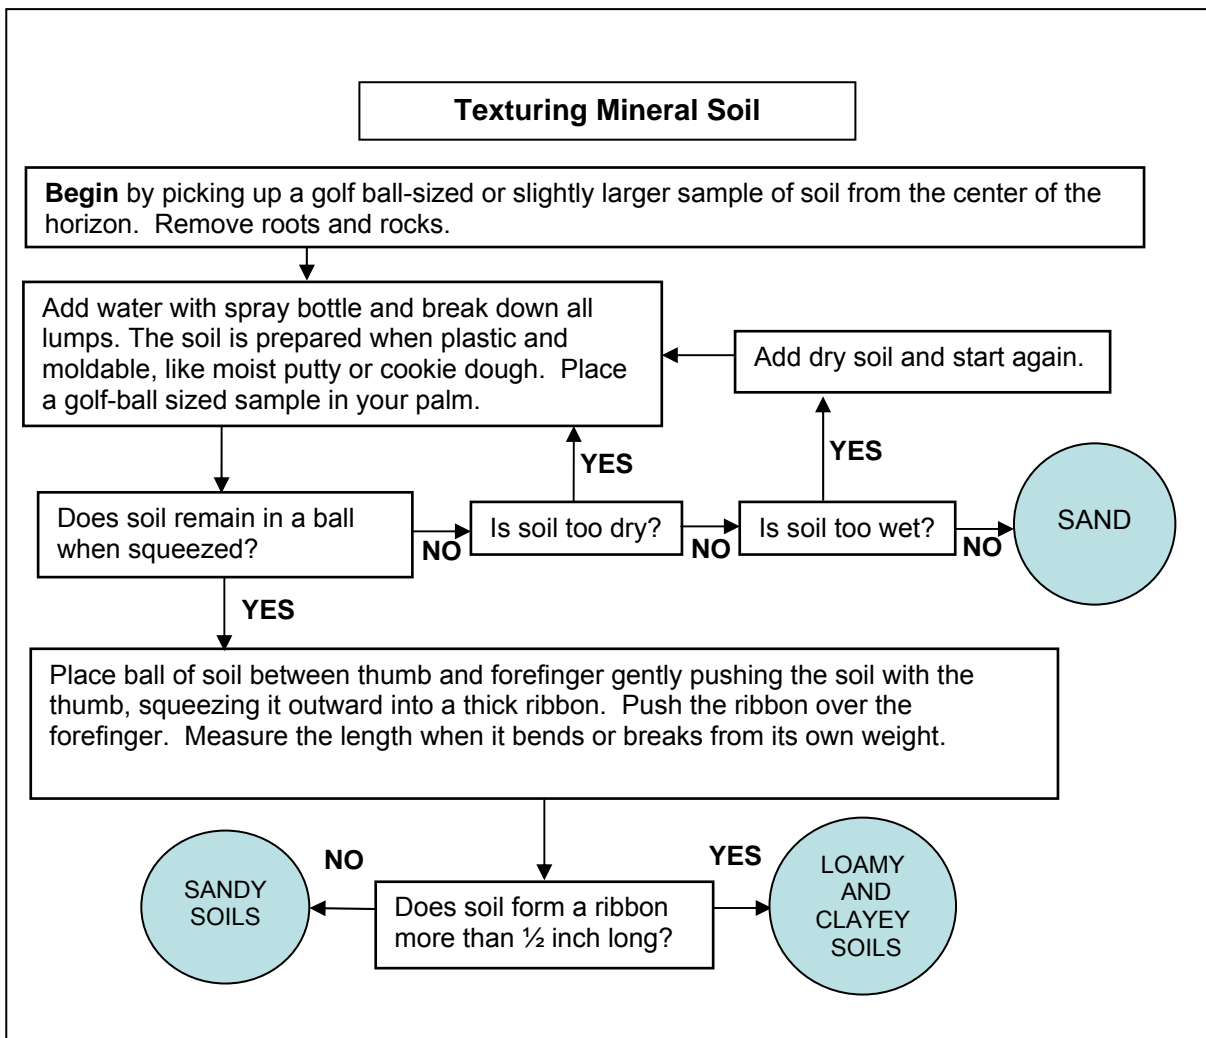 Texturing Mineral Soil
Begin by picking up a golf ball-sized or slightly larger sample of soil from the center of the
horizon.  Remove roots and rocks.
Add water with spray bottle and break down all
lumps. The soil is prepared when plastic and
moldable, like moist putty or cookie dough.  Place
a golf-ball sized sample in your palm.
Add dry soil and start again.
YES
YES
Does soil remain in a ball
when squeezed?
NO
Is soil too dry?
NO
Is soil too wet?
NO
SAND
YES
Place ball of soil between thumb and forefinger gently pushing the soil with the
thumb, squeezing it outward into a thick ribbon.  Push the ribbon over the
forefinger.  Measure the length when it bends or breaks from its own weight.
SANDY
SOILS
NO
Does soil form a ribbon
more than ½ inch long?
YES
LOAMY
AND
CLAYEY
SOILS